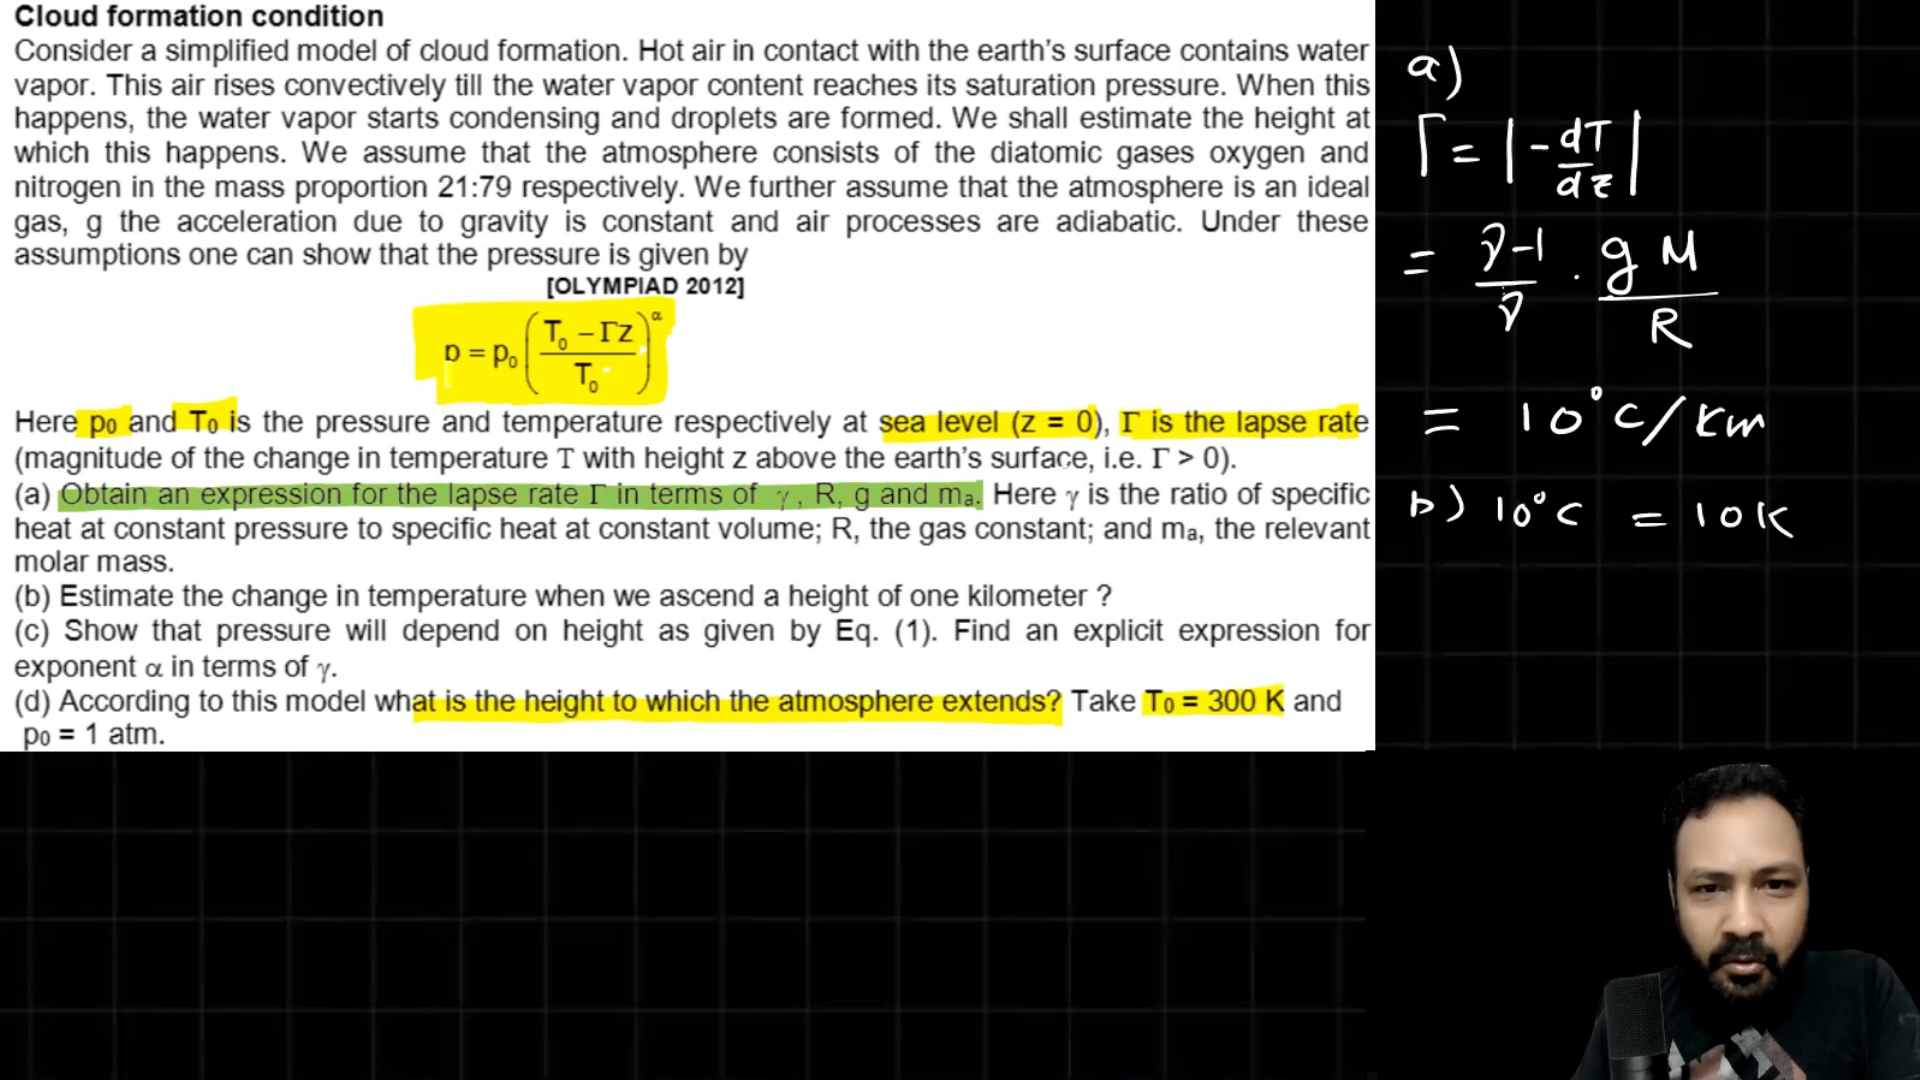 Cloud formation condition
Consider a simplified model of cloud formation. Hot air in contact with the earth's surface contains water
vapor. This air rises convectively till the water vapor content reaches its saturation pressure. When this
happens, the water vapor starts condensing and droplets are formed. We shall estimate the height at
which this happens. We assume that the atmosphere consists of the diatomic gases oxygen and
nitrogen in the mass proportion 21:79 respectively. We further assume that the atmosphere is an ideal
gas, g the acceleration due to gravity is constant and air processes are adiabatic. Under these
assumptions one can show that the pressure is given by
[OLYMPIAD 2012]
p = p₀ ( (T₀ – Γz) / T₀ )^α
Here p₀ and T₀ is the pressure and temperature respectively at sea level (z = 0), Γ is the lapse rate
(magnitude of the change in temperature T with height z above the earth's surface, i.e. Γ > 0).
(a) Obtain an expression for the lapse rate Γ in terms of γ, R, g and mₐ. Here γ is the ratio of specific
heat at constant pressure to specific heat at constant volume; R, the gas constant; and mₐ, the relevant
molar mass.
(b) Estimate the change in temperature when we ascend a height of one kilometer ?
(c) Show that pressure will depend on height as given by Eq. (1). Find an explicit expression for
exponent α in terms of γ.
(d) According to this model what is the height to which the atmosphere extends? Take T₀ = 300 K and
p₀ = 1 atm.
a)
Γ = |- dT/dz|
= (γ-1)/γ . gM/R
= 10°C/km
b) 10°C = 10K